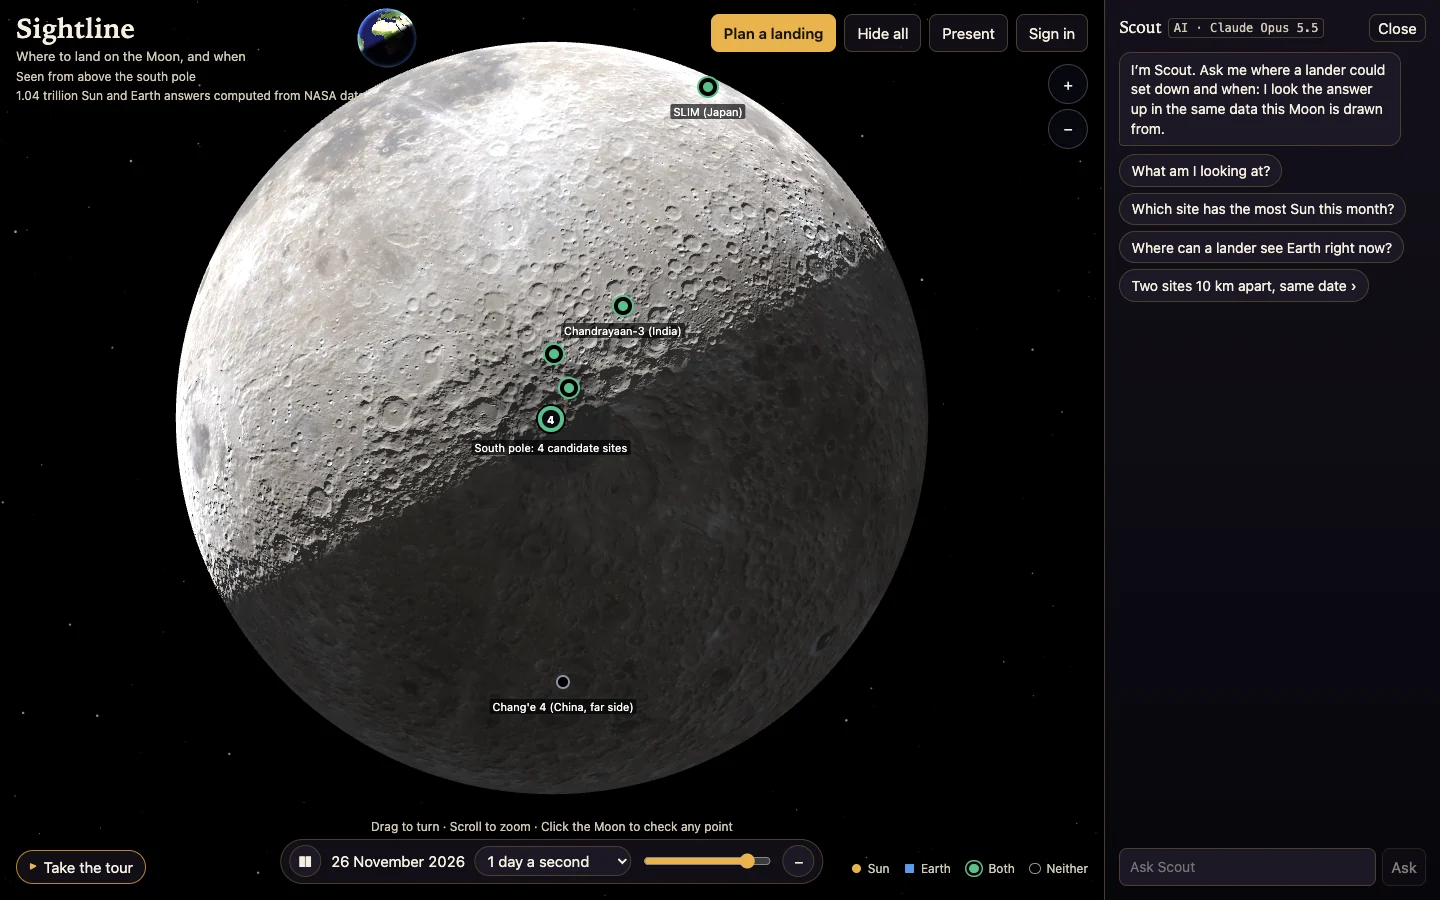 Sightline
Where to land on the Moon, and when
Seen from above the south pole
1.04 trillion Sun and Earth answers computed from NASA data
Plan a landing
Hide all
Present
Sign in
+
−
SLIM (Japan)
Chandrayaan-3 (India)
4
South pole: 4 candidate sites
Chang'e 4 (China, far side)
Drag to turn · Scroll to zoom · Click the Moon to check any point
Take the tour
26 November 2026
1 day a second
−
Sun
Earth
Both
Neither
Scout
AI · Claude Opus 5.5
Close
I’m Scout. Ask me where a lander could
set down and when: I look the answer
up in the same data this Moon is drawn
from.
What am I looking at?
Which site has the most Sun this month?
Where can a lander see Earth right now?
Two sites 10 km apart, same date ›
Ask Scout
Ask